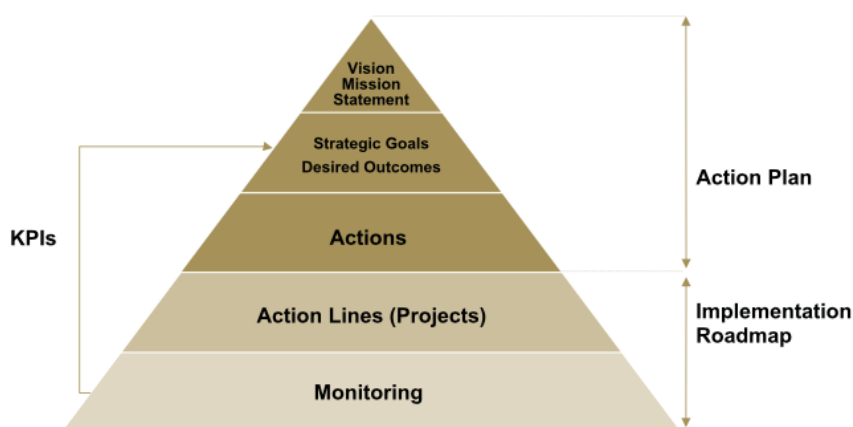 Vision
Mission
Statement
Strategic Goals
Desired Outcomes
Action Plan
KPIs
Actions
Action Lines (Projects)
Implementation
Roadmap
Monitoring